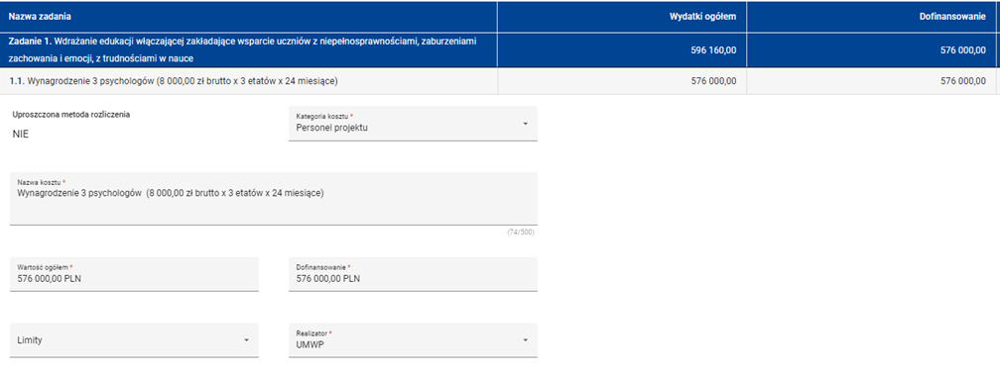 Nazwa zadania Wydatki ogółem Dofinansowanie
Zadanie 1. Wdrażanie edukacji włączającej zakładające wsparcie uczniów z niepełnosprawnościami, zaburzeniami
zachowania i emocji, z trudnościami w nauce 596 160,00 576 000,00
1.1. Wynagrodzenie 3 psychologów (8 000,00 zł brutto x 3 etatów x 24 miesiące) 576 000,00 576 000,00
Uproszczona metoda rozliczenia
NIE
Kategoria kosztu *
Personel projektu
Nazwa kosztu *
Wynagrodzenie 3 psychologów (8 000,00 zł brutto x 3 etatów x 24 miesiące)
(74/500)
Wartość ogółem *
576 000,00 PLN
Dofinansowanie *
576 000,00 PLN
Limity
Realizator *
UMWP